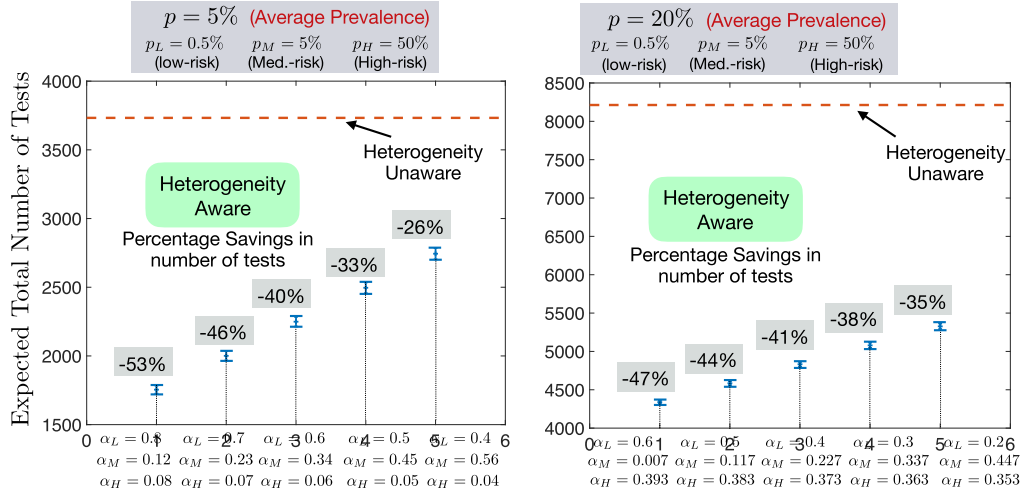 p = 5% (Average Prevalence)
p_L = 0.5% p_M = 5% p_H = 50%
(low-risk) (Med.-risk) (High-risk)
Expected Total Number of Tests
4000
3500
3000
2500
2000
1500
Heterogeneity
Unaware
Heterogeneity
Aware
Percentage Savings in
number of tests
-53%
-46%
-40%
-33%
-26%
0 1 2 3 4 5 6
α_L = 0.8 α_L = 0.7 α_L = 0.6 α_L = 0.5 α_L = 0.4
α_M = 0.12 α_M = 0.23 α_M = 0.34 α_M = 0.45 α_M = 0.56
α_H = 0.08 α_H = 0.07 α_H = 0.06 α_H = 0.05 α_H = 0.04
p = 20% (Average Prevalence)
p_L = 0.5% p_M = 5% p_H = 50%
(low-risk) (Med.-risk) (High-risk)
8500
8000
7500
7000
6500
6000
5500
5000
4500
4000
Heterogeneity
Unaware
Heterogeneity
Aware
Percentage Savings in
number of tests
-47%
-44%
-41%
-38%
-35%
0 1 2 3 4 5 6
α_L = 0.6 α_L = 0.5 α_L = 0.4 α_L = 0.3 α_L = 0.2
α_M = 0.007 α_M = 0.117 α_M = 0.227 α_M = 0.337 α_M = 0.447
α_H = 0.393 α_H = 0.383 α_H = 0.373 α_H = 0.363 α_H = 0.353